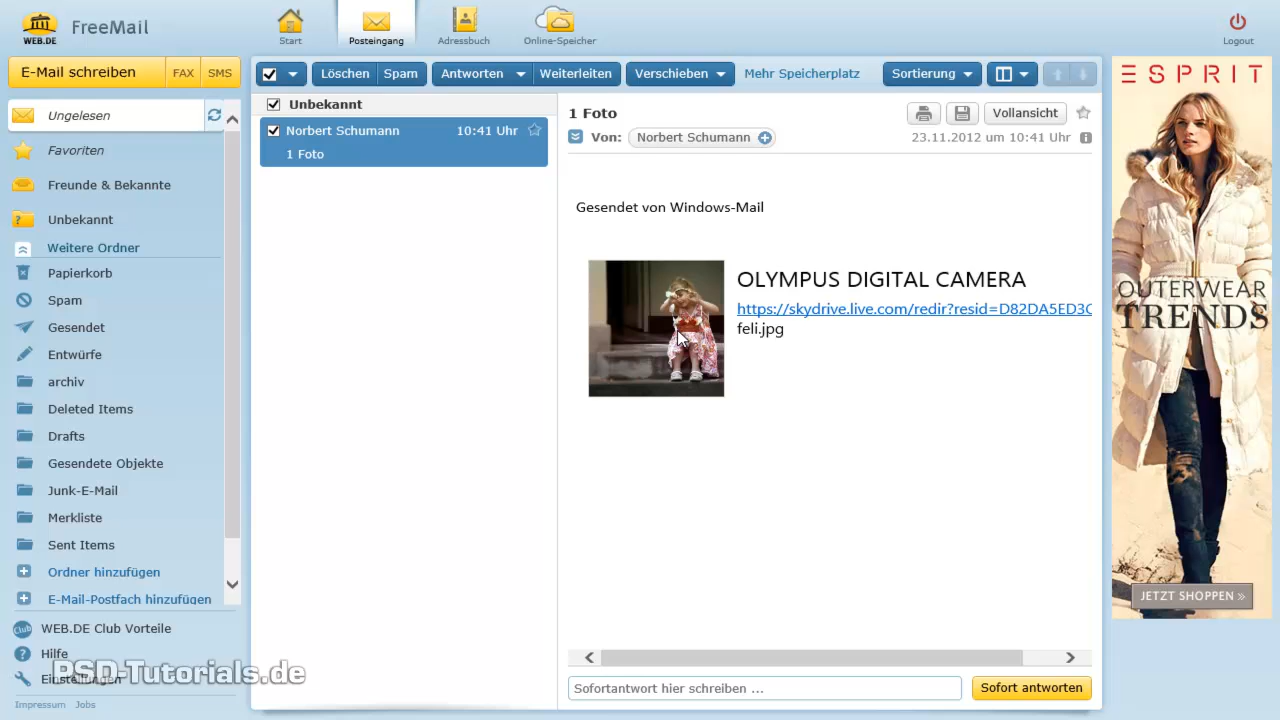 WEB.DE
FreeMail
Start
Posteingang
Adressbuch
Online-Speicher
Logout
E-Mail schreiben
FAX
SMS
Löschen
Spam
Antworten
Weiterleiten
Verschieben
Mehr Speicherplatz
Sortierung
Ungelesen
Favoriten
Freunde & Bekannte
Unbekannt
Weitere Ordner
Papierkorb
Spam
Gesendet
Entwürfe
archiv
Deleted Items
Drafts
Gesendete Objekte
Junk-E-Mail
Merkliste
Sent Items
Ordner hinzufügen
E-Mail-Postfach hinzufügen
Club WEB.DE Club Vorteile
Hilfe
Einstellungen
PSD-Tutorials.de
Impressum Jobs
Unbekannt
Norbert Schumann 10:41 Uhr
1 Foto
1 Foto
Vollansicht
Von: Norbert Schumann
23.11.2012 um 10:41 Uhr
Gesendet von Windows-Mail
OLYMPUS DIGITAL CAMERA
https://skydrive.live.com/redir?resid=D82DA5ED3C
feli.jpg
Sofortantwort hier schreiben ...
Sofort antworten
ESPRIT
OUTERWEAR
TRENDS
JETZT SHOPPEN »